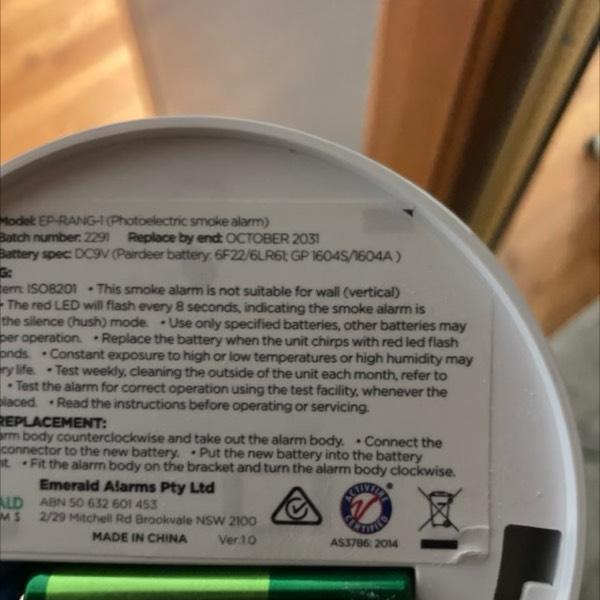 Model: EP-RANG-1 (Photoelectric smoke alarm)
Batch number: 2291 Replace by end: OCTOBER 2031
Battery spec: DC9V (Pairdeer battery: 6F22/6LR61; GP 1604S/1604A )
G:
tem: ISO8201 • This smoke alarm is not suitable for wall (vertical)
• The red LED will flash every 8 seconds, indicating the smoke alarm is
the silence (hush) mode. • Use only specified batteries, other batteries may
per operation. • Replace the battery when the unit chirps with red led flash
onds. • Constant exposure to high or low temperatures or high humidity may
ry life. • Test weekly, cleaning the outside of the unit each month, refer to
• Test the alarm for correct operation using the test facility, whenever the
placed. • Read the instructions before operating or servicing.
REPLACEMENT:
arm body counterclockwise and take out the alarm body. • Connect the
connector to the new battery. • Put the new battery into the battery
nt. • Fit the alarm body on the bracket and turn the alarm body clockwise.
Emerald Alarms Pty Ltd
ALD ABN 50 632 601 453
M S 2/29 Mitchell Rd Brookvale NSW 2100
MADE IN CHINA Ver:1.0
ACTIVFIRE
CERTIFIED
AS3786: 2014